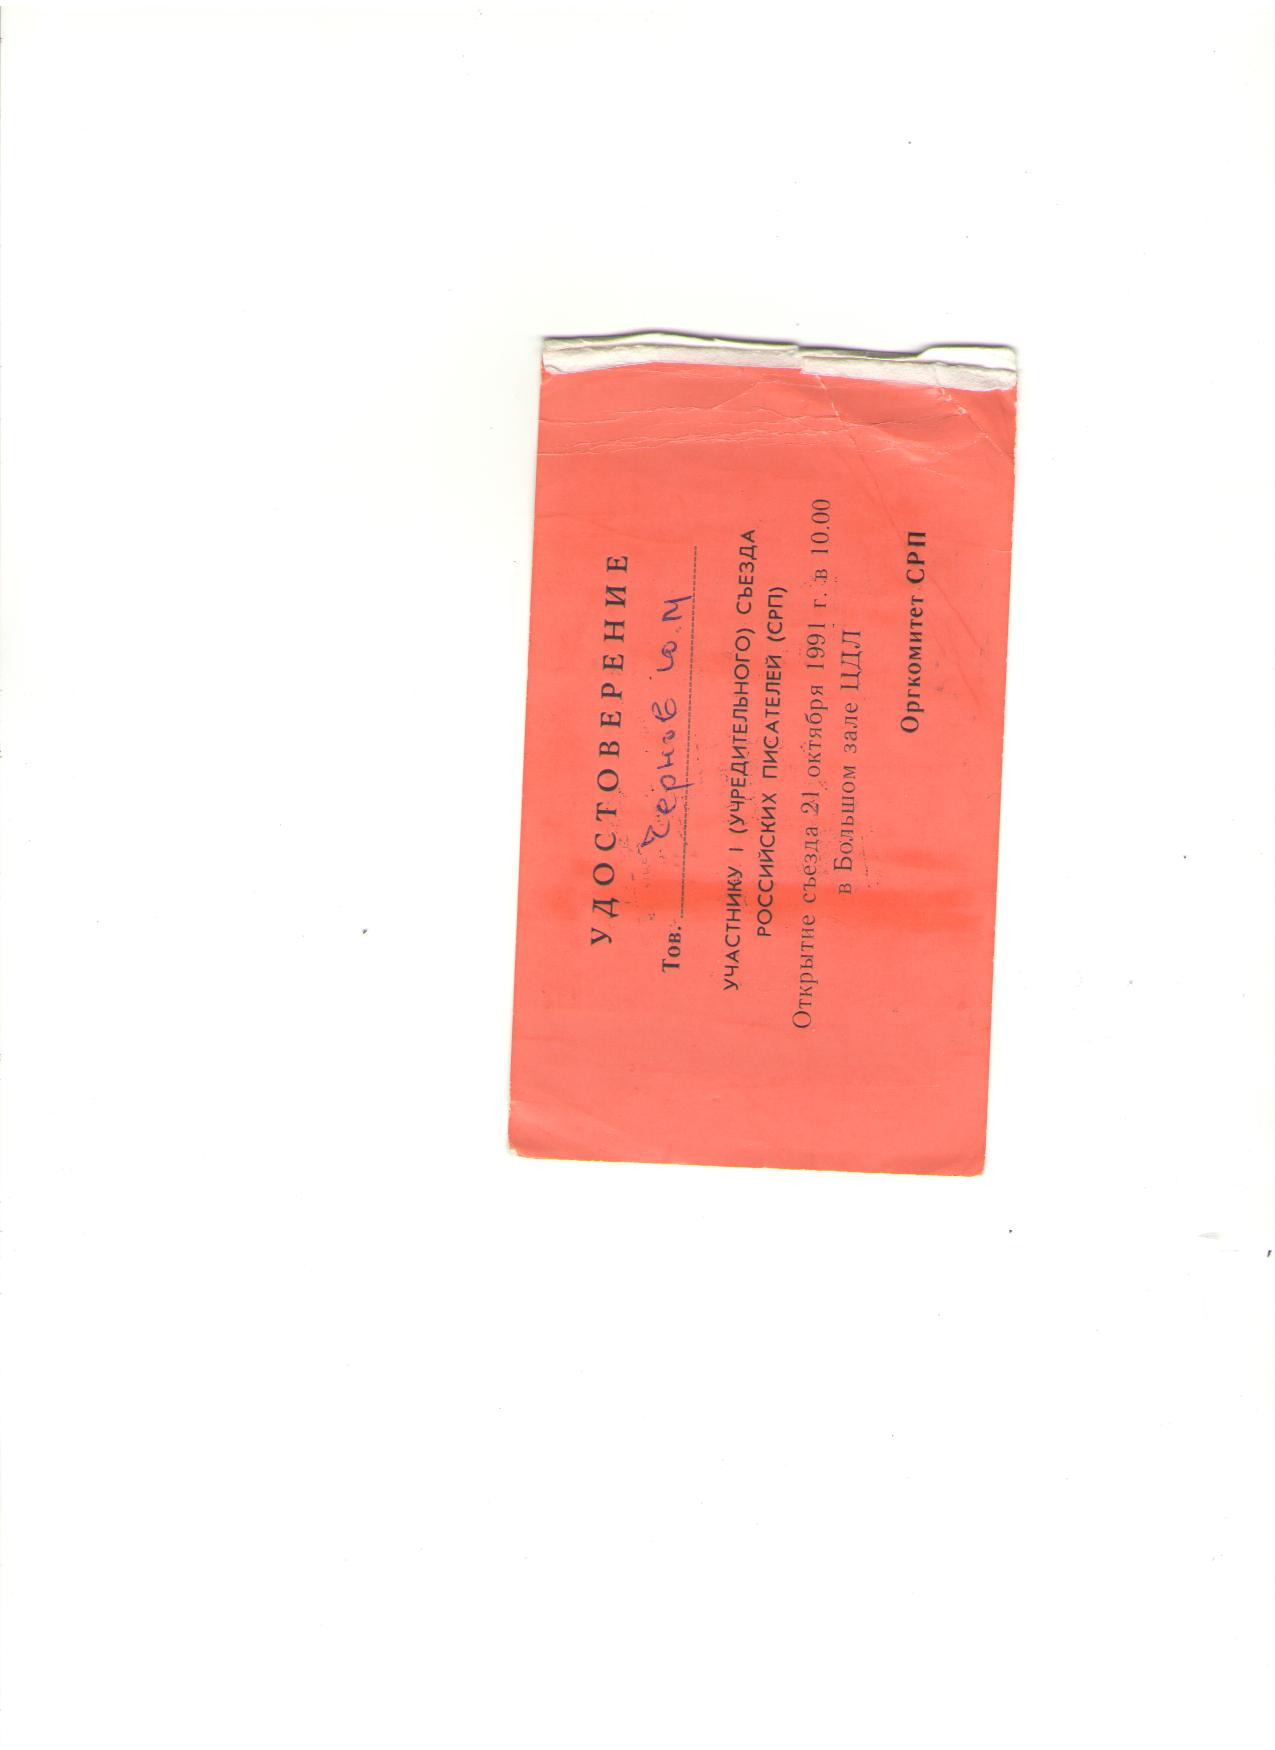 УДОСТОВЕРЕНИЕ
Тов. Чернов Ю.М
УЧАСТНИКУ I (УЧРЕДИТЕЛЬНОГО) СЪЕЗДА
РОССИЙСКИХ ПИСАТЕЛЕЙ (СРП)
Открытие съезда 21 октября 1991 г. в 10.00
в Большом зале ЦДЛ
Оргкомитет СРП